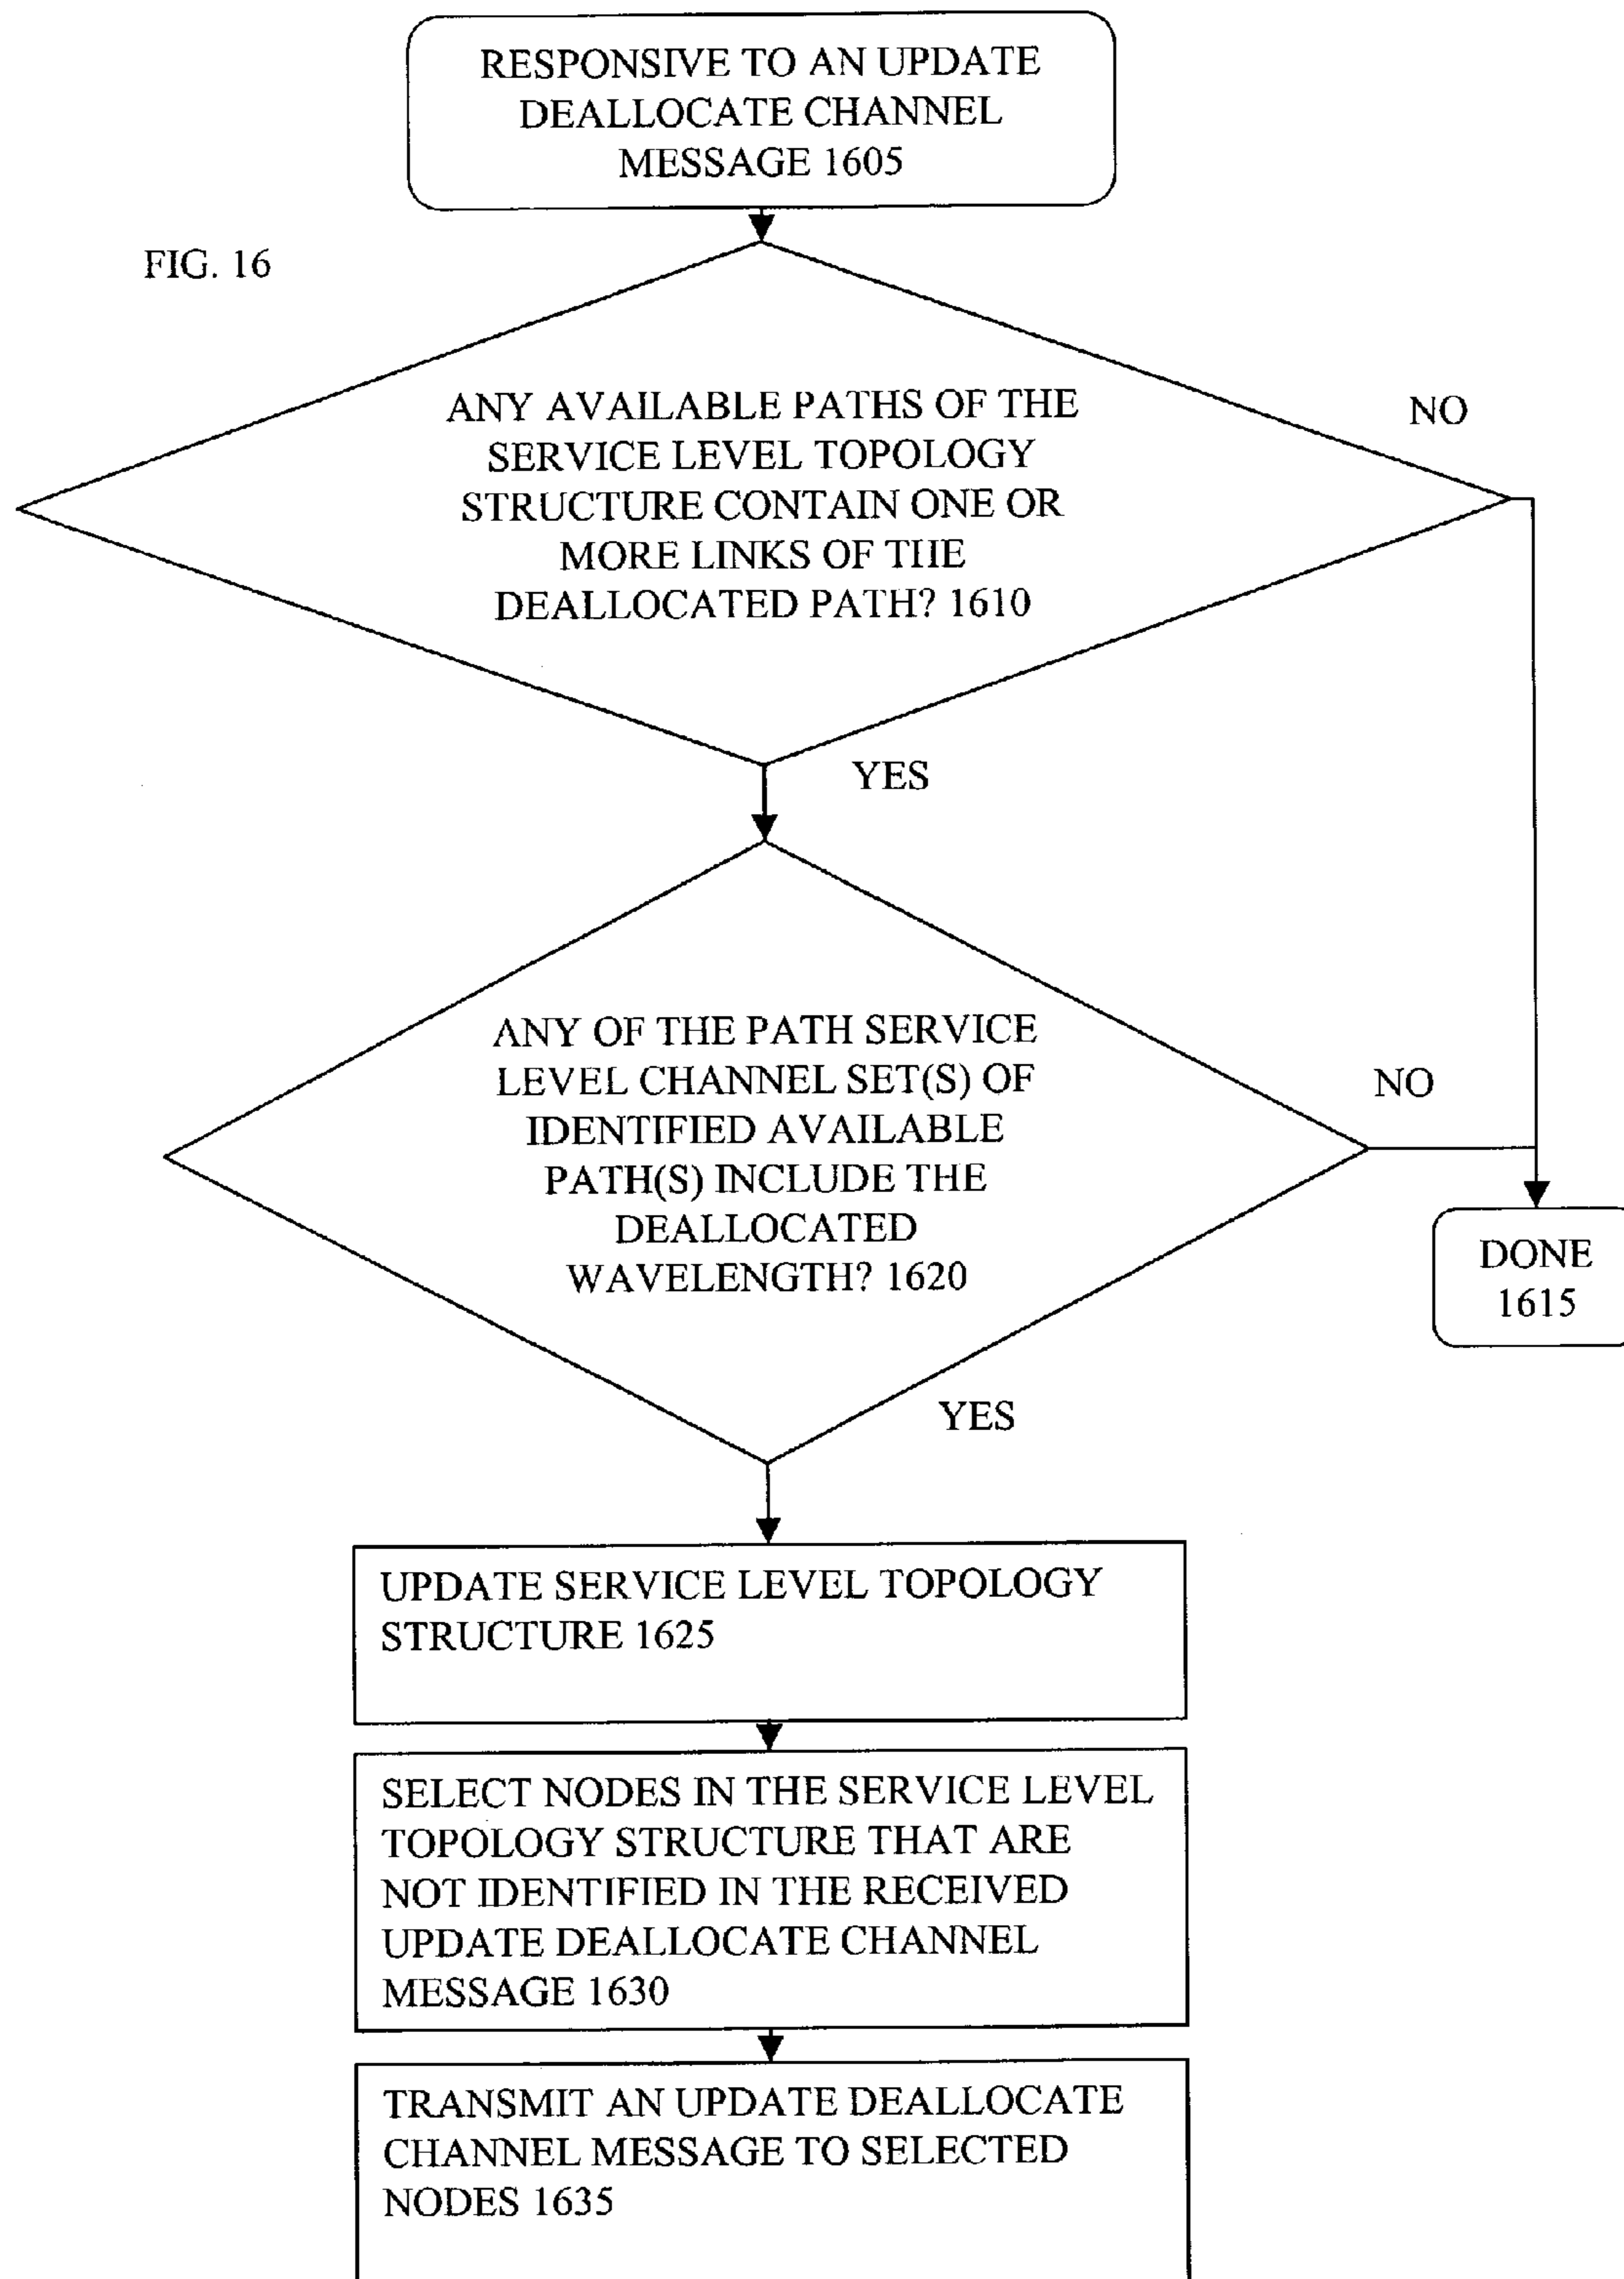 RESPONSIVE TO AN UPDATE
DEALLOCATE CHANNEL
MESSAGE 1605
FIG. 16
ANY AVAILABLE PATHS OF THE
SERVICE LEVEL TOPOLOGY
STRUCTURE CONTAIN ONE OR
MORE LINKS OF THE
DEALLOCATED PATH? 1610
NO
YES
ANY OF THE PATH SERVICE
LEVEL CHANNEL SET(S) OF
IDENTIFIED AVAILABLE
PATH(S) INCLUDE THE
DEALLOCATED
WAVELENGTH? 1620
NO
DONE
1615
YES
UPDATE SERVICE LEVEL TOPOLOGY
STRUCTURE 1625
SELECT NODES IN THE SERVICE LEVEL
TOPOLOGY STRUCTURE THAT ARE
NOT IDENTIFIED IN THE RECEIVED
UPDATE DEALLOCATE CHANNEL
MESSAGE 1630
TRANSMIT AN UPDATE DEALLOCATE
CHANNEL MESSAGE TO SELECTED
NODES 1635